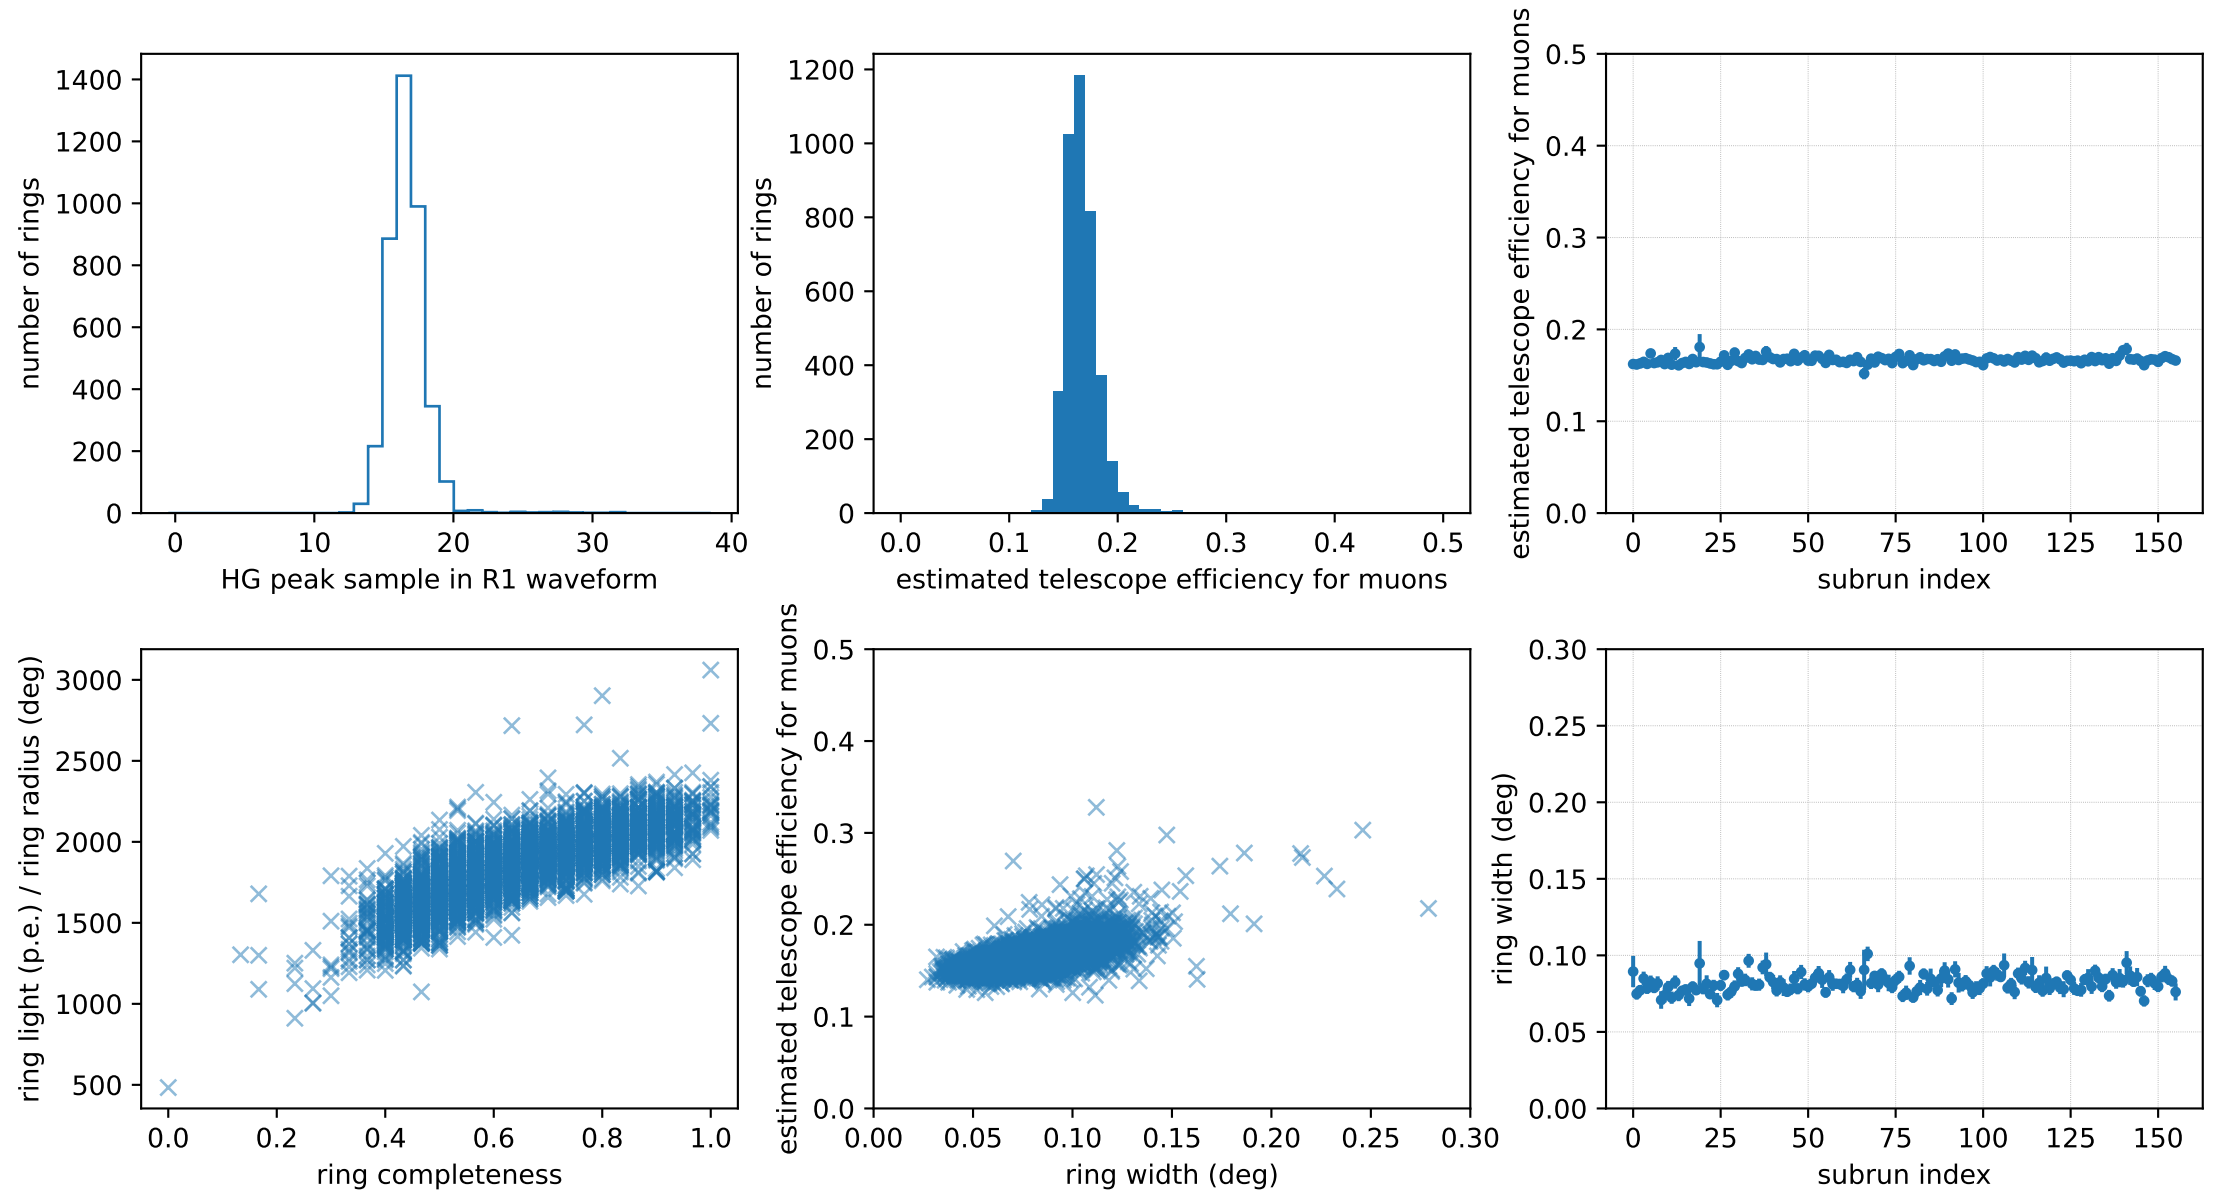 number of rings
1400
1200
1000
800
600
400
200
0
0 10 20 30 40
HG peak sample in R1 waveform
number of rings
1200
1000
800
600
400
200
0
0.0 0.1 0.2 0.3 0.4 0.5
estimated telescope efficiency for muons
estimated telescope efficiency for muons
0.5
0.4
0.3
0.2
0.1
0.0
0 25 50 75 100 125 150
subrun index
ring light (p.e.) / ring radius (deg)
3000
2500
2000
1500
1000
500
0.0 0.2 0.4 0.6 0.8 1.0
ring completeness
estimated telescope efficiency for muons
0.5
0.4
0.3
0.2
0.1
0.0
0.00 0.05 0.10 0.15 0.20 0.25 0.30
ring width (deg)
ring width (deg)
0.30
0.25
0.20
0.15
0.10
0.05
0.00
0 25 50 75 100 125 150
subrun index